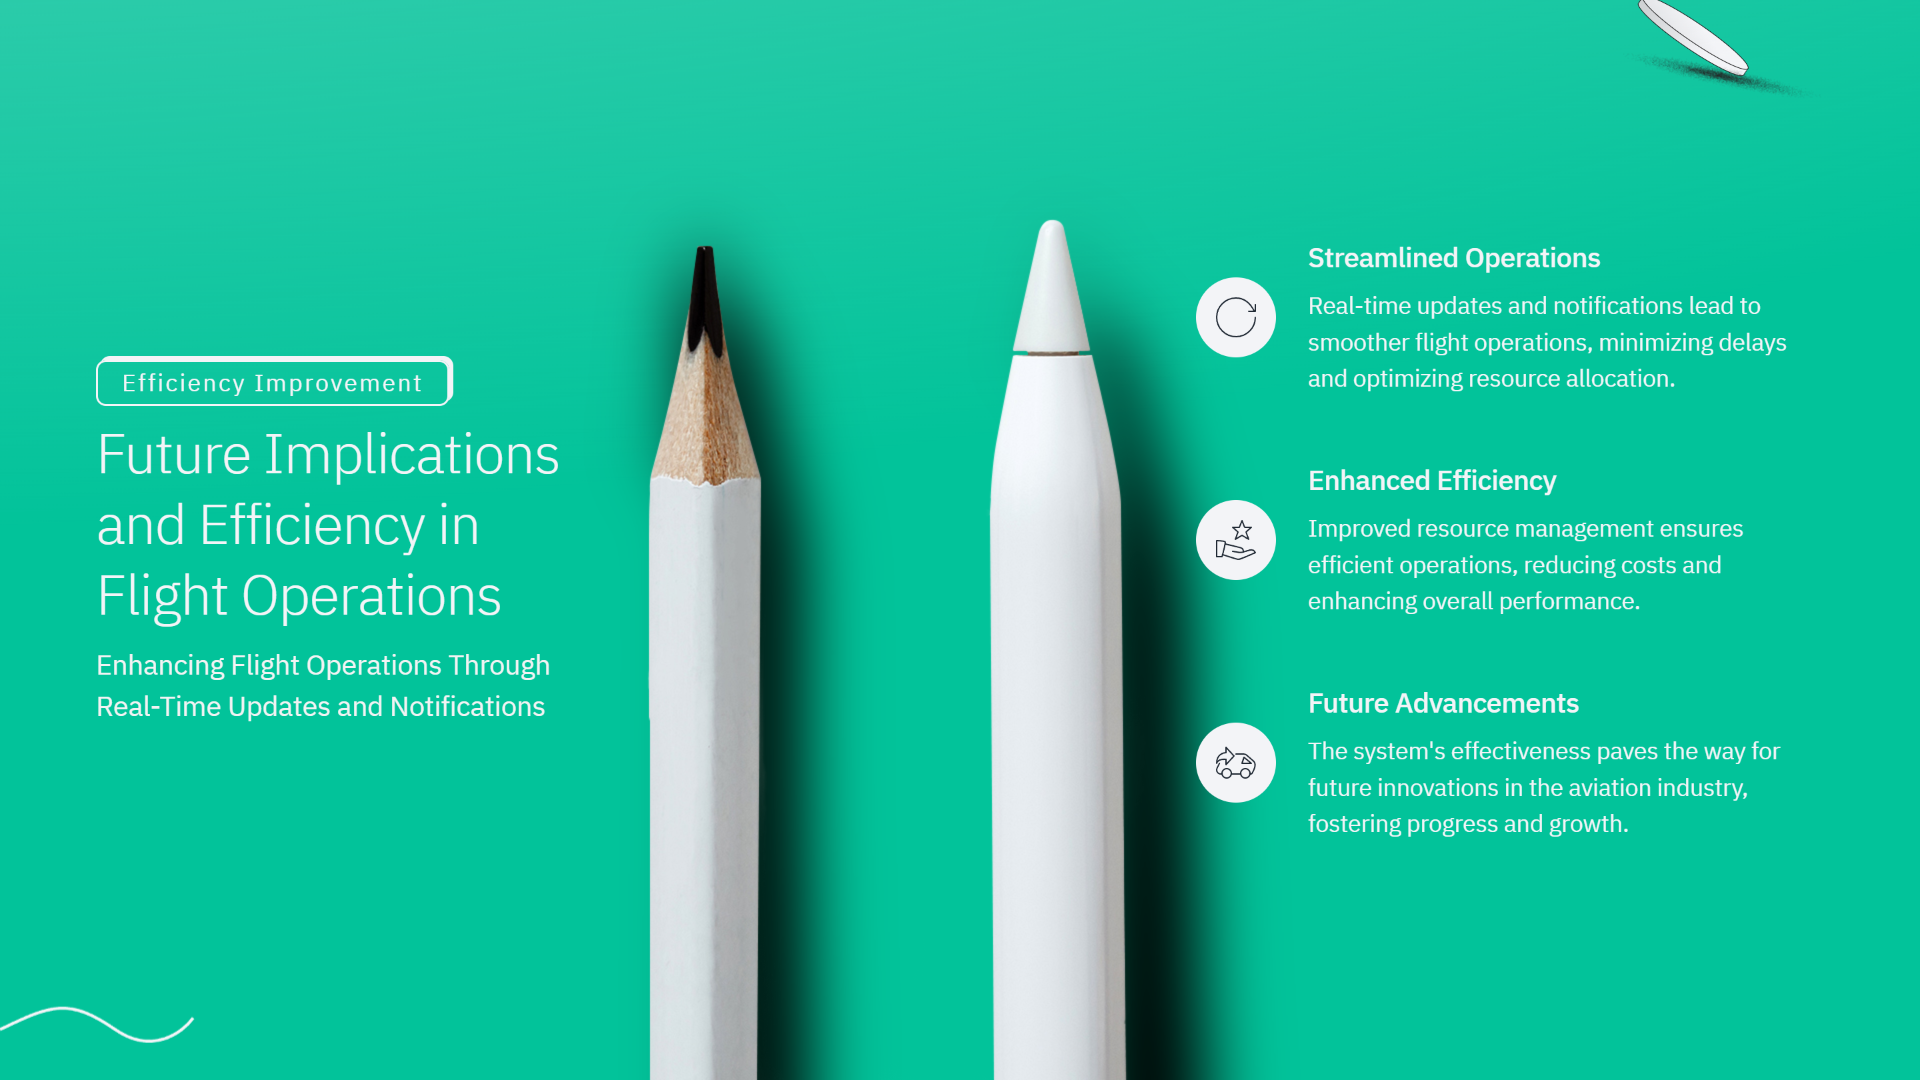 Efficiency Improvement
Future Implications
and Efficiency in
Flight Operations
Enhancing Flight Operations Through
Real-Time Updates and Notifications
Streamlined Operations
Real-time updates and notifications lead to
smoother flight operations, minimizing delays
and optimizing resource allocation.
Enhanced Efficiency
Improved resource management ensures
efficient operations, reducing costs and
enhancing overall performance.
Future Advancements
The system's effectiveness paves the way for
future innovations in the aviation industry,
fostering progress and growth.